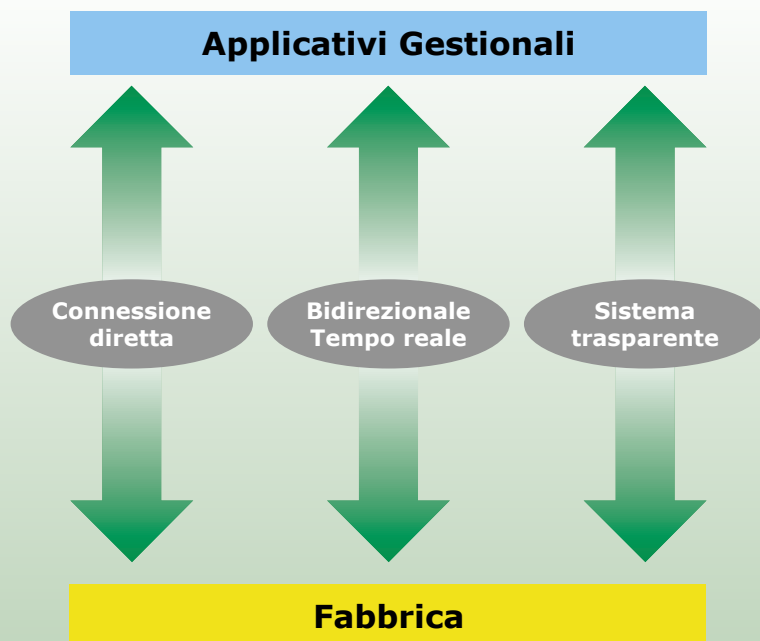 Applicativi Gestionali
Connessione
diretta
Bidirezionale
Tempo reale
Sistema
trasparente
Fabbrica